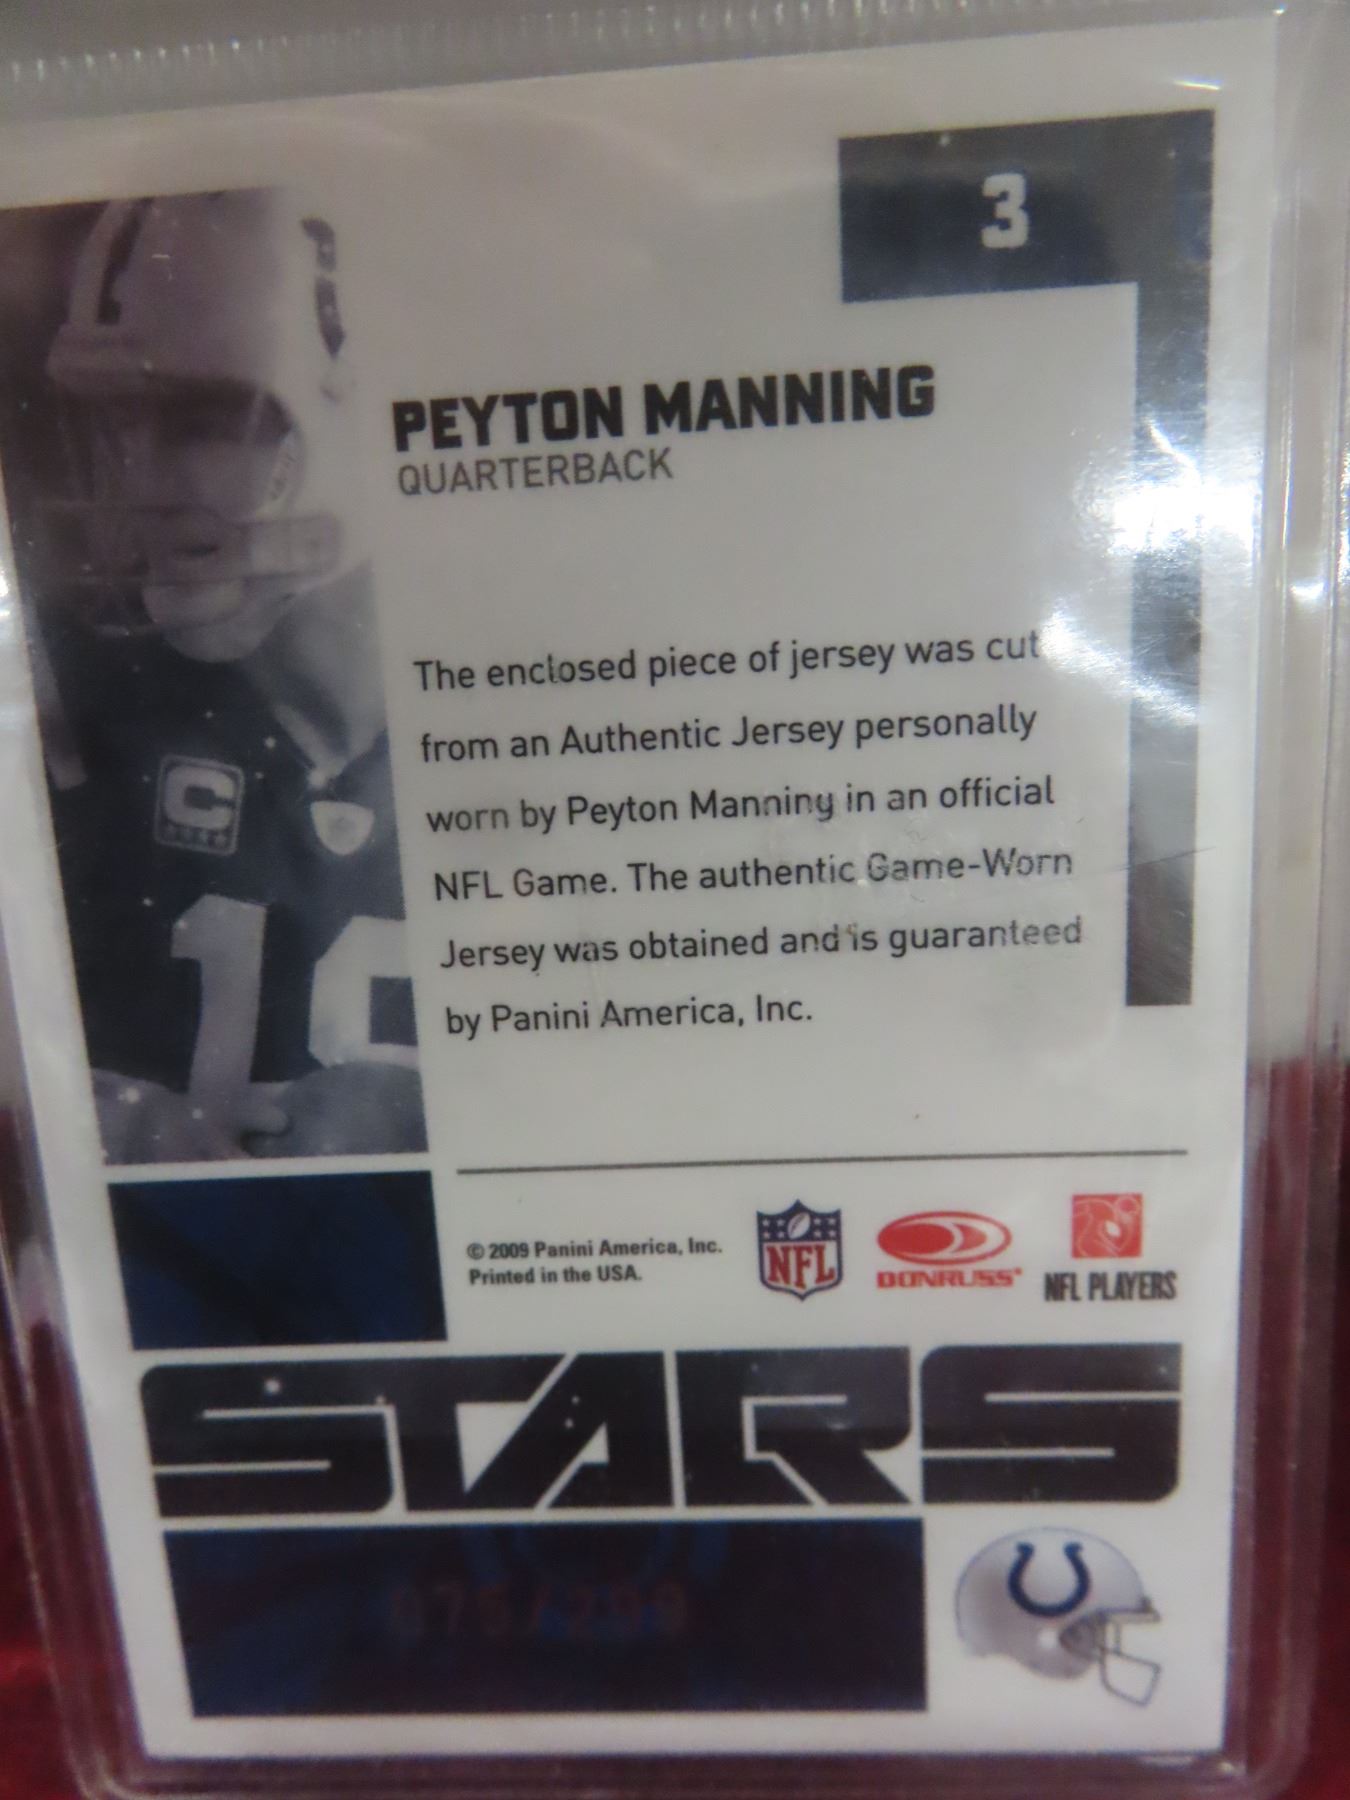 3
PEYTON MANNING
QUARTERBACK
The enclosed piece of jersey was cut
from an Authentic Jersey personally
worn by Peyton Manning in an official
NFL Game. The authentic Game-Worn
Jersey was obtained and is guaranteed
by Panini America, Inc.
C
18
© 2009 Panini America, Inc.
Printed in the USA.
NFL
DONRUSS
NFL PLAYERS
STARS